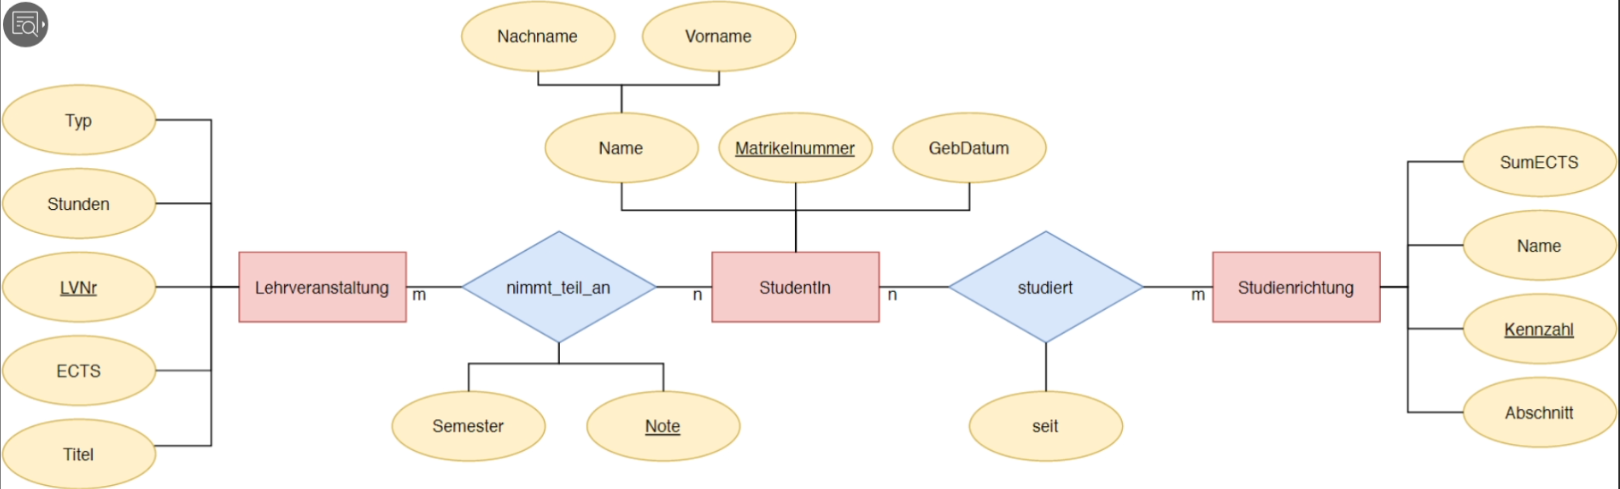 Nachname
Vorname
Typ
Name
Matrikelnummer
GebDatum
SumECTS
Stunden
Name
LVNr
Lehrveranstaltung
m
nimmt_teil_an
n
StudentIn
n
studiert
m
Studienrichtung
Kennzahl
ECTS
Abschnitt
Semester
Note
seit
Titel